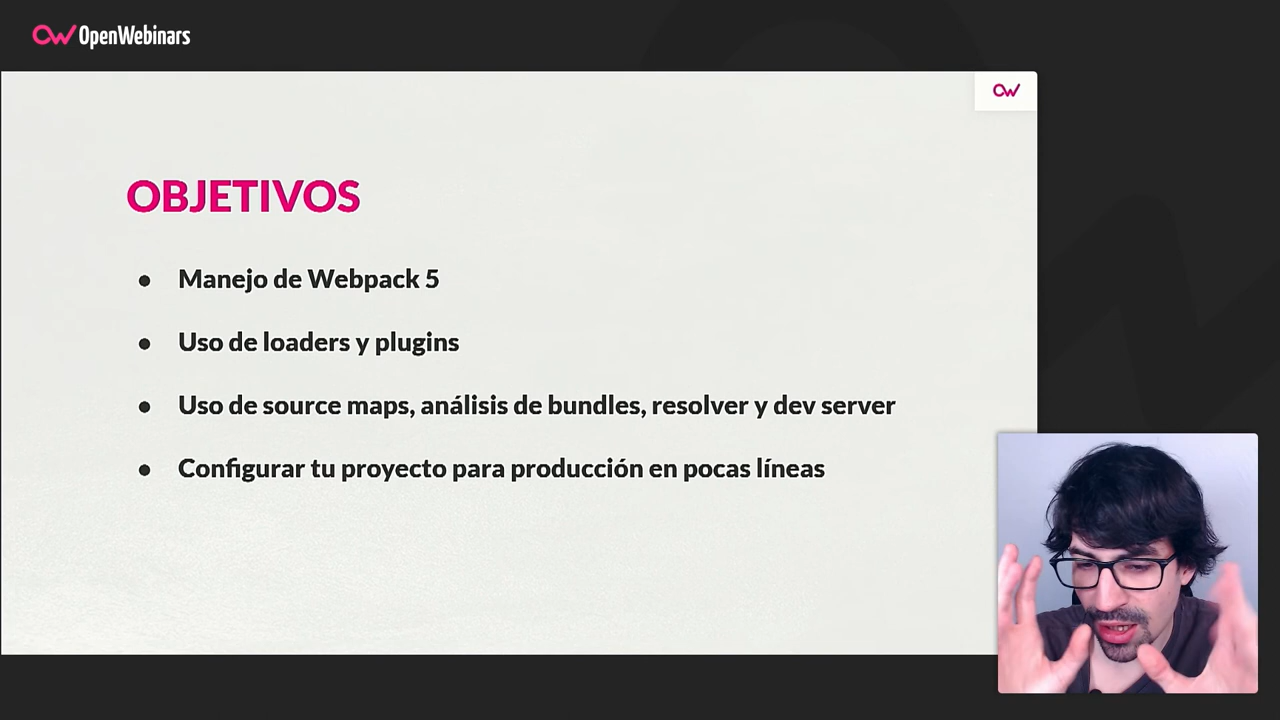 OpenWebinars
OBJETIVOS
● Manejo de Webpack 5
● Uso de loaders y plugins
● Uso de source maps, análisis de bundles, resolver y dev server
● Configurar tu proyecto para producción en pocas líneas